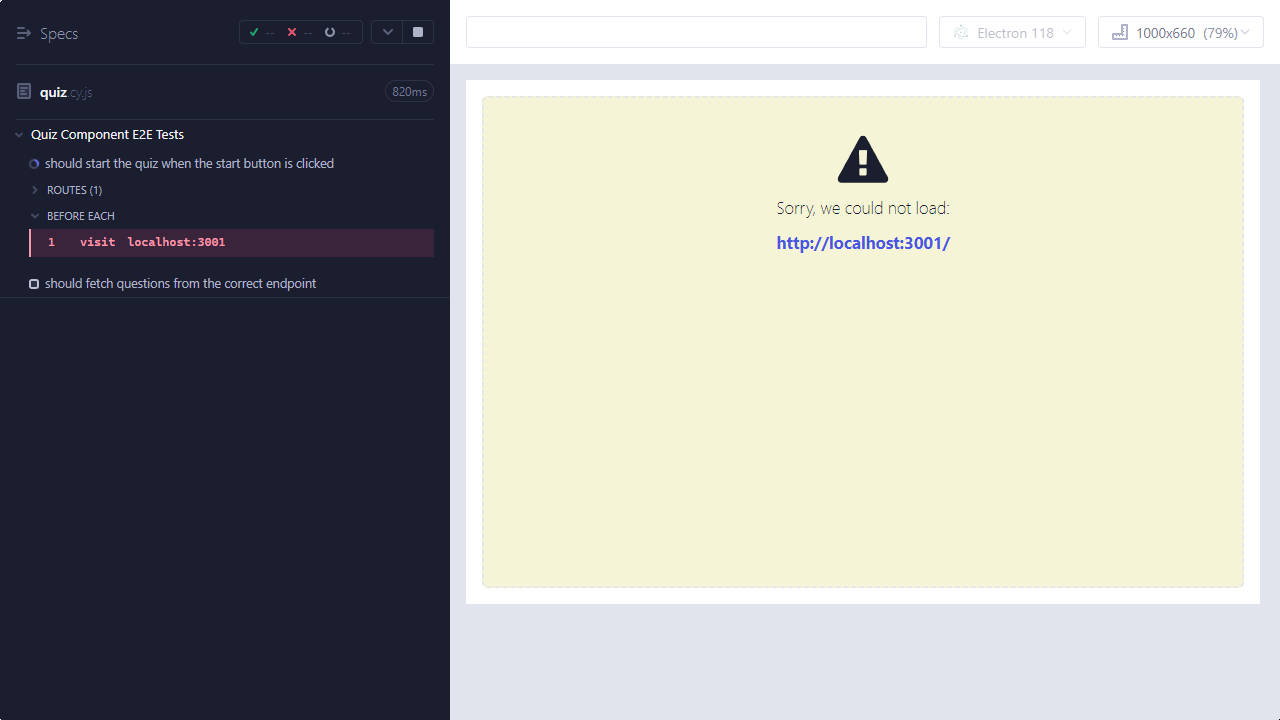 Specs
-- -- --
quiz.cy.js
820ms
Quiz Component E2E Tests
should start the quiz when the start button is clicked
ROUTES (1)
BEFORE EACH
1 visit localhost:3001
should fetch questions from the correct endpoint
Electron 118
1000x660 (79%)
Sorry, we could not load:
http://localhost:3001/